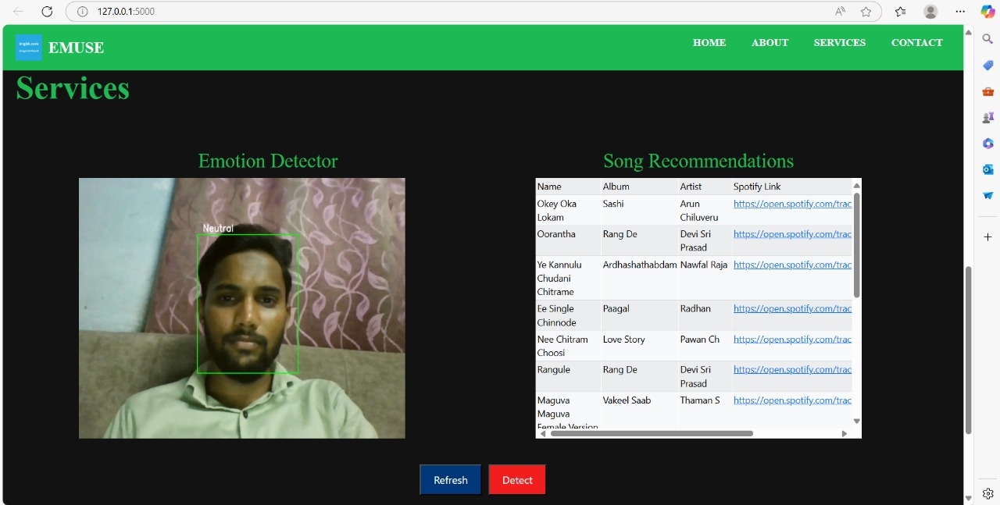 127.0.0.1:5000
EMUSE
HOME ABOUT SERVICES CONTACT
Services
Emotion Detector
Neutral
Song Recommendations
Name Album Artist Spotify Link
Okey Oka Sashi Arun https://open.spotify.com/trac
Lokam Chiluveru
Oorantha Rang De Devi Sri https://open.spotify.com/trac
Prasad
Ye Kannulu Ardhashathabdam Nawfal Raja https://open.spotify.com/trac
Chudani
Chitrame
Ee Single Paagal Radhan https://open.spotify.com/trac
Chinnode
Nee Chitram Love Story Pawan Ch https://open.spotify.com/trac
Choosi
Rangule Rang De Devi Sri https://open.spotify.com/trac
Prasad
Maguva Vakeel Saab Thaman S https://open.spotify.com/trac
Maguva
Female Version
Refresh Detect